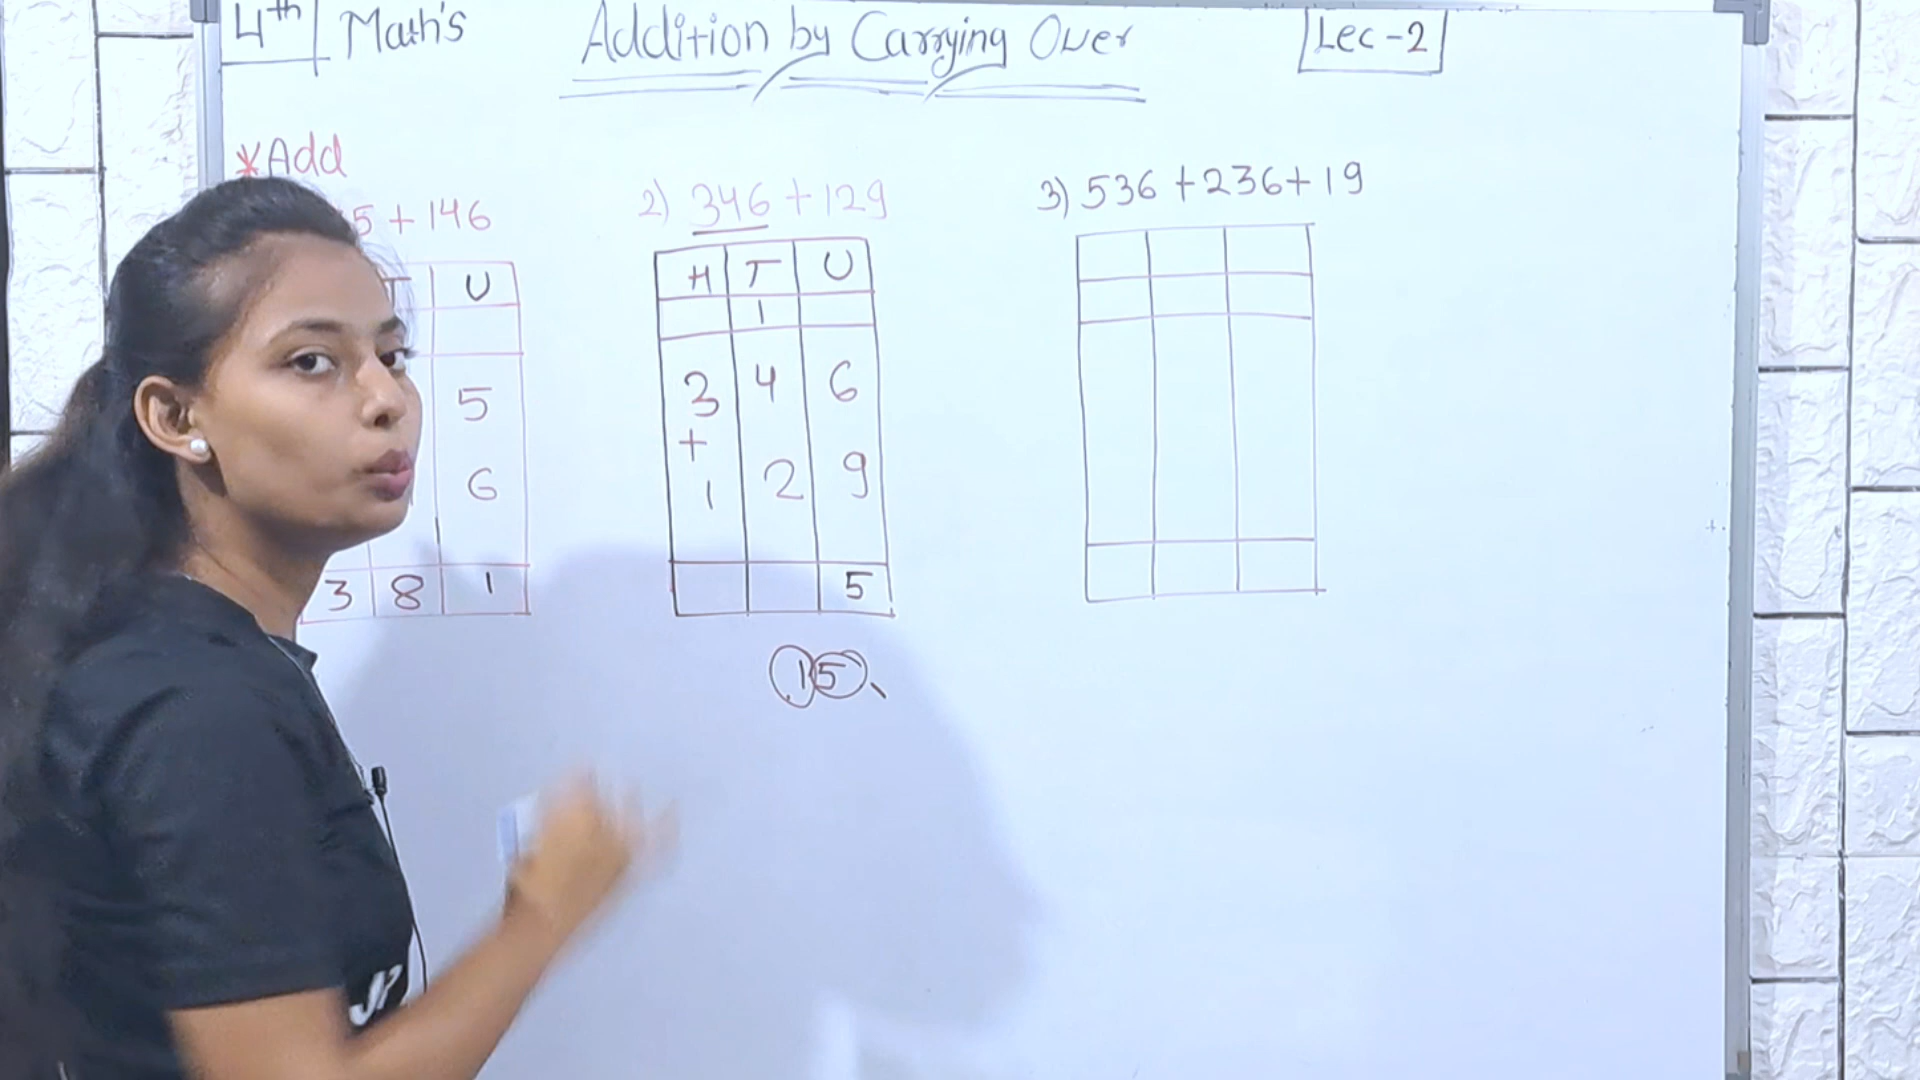 4th Math's Addition by Carrying Over Lec-2
*Add
5 + 146
T U
5
6
3 8 1
2) 346 + 129
H T U
1
3 4 6
+
1 2 9
5
15
3) 536 + 236 + 19